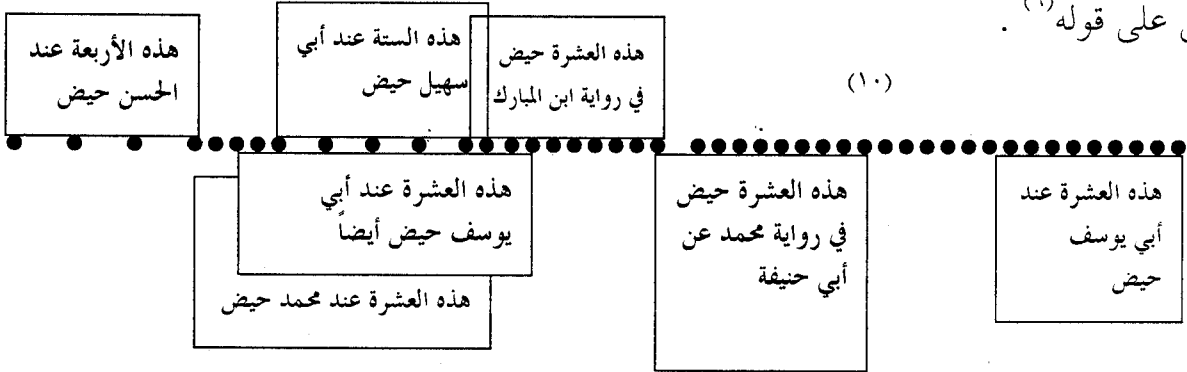 على قوله(٩) .
(١٠)
هذه العشرة حيض
في رواية ابن المبارك
هذه الستة عند أبي
سهيل حيض
هذه الأربعة عند
الحسن حيض
هذه العشرة عند
أبي يوسف
حيض
هذه العشرة حيض
في رواية محمد عن
أبي حنيفة
هذه العشرة عند أبي
يوسف حيض أيضاً
هذه العشرة عند محمد حيض